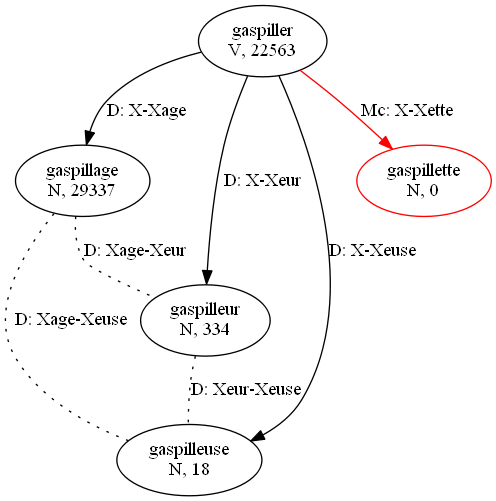 gaspiller
V, 22563
D: X-Xage
Mc: X-Xette
gaspillage
N, 29337
D: X-Xeur
gaspillette
N, 0
D: Xage-Xeur
D: X-Xeuse
D: Xage-Xeuse
gaspilleur
N, 334
D: Xeur-Xeuse
gaspilleuse
N, 18